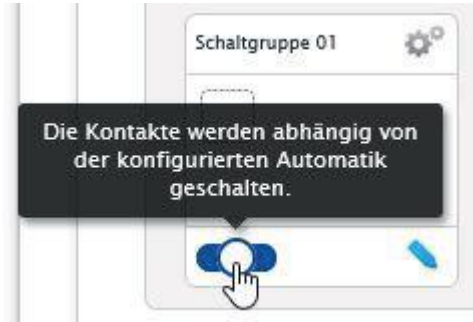 Schaltgruppe 01
Die Kontakte werden abhängig von
der konfigurierten Automatik
geschalten.